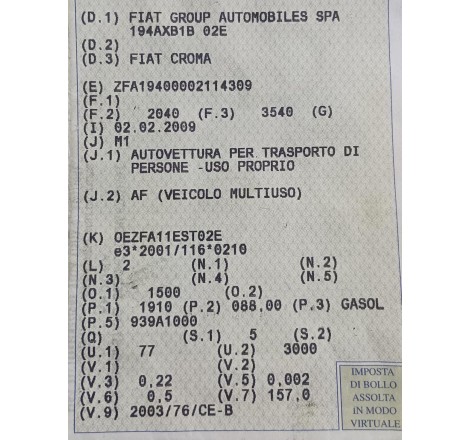 (D.1) FIAT GROUP AUTOMOBILES SPA
194AXB1B 02E
(D.2)
(D.3) FIAT CROMA
(E) ZFA19400002114309
(F.1)
(F.2) 2040 (F.3) 3540 (G)
(I) 02.02.2009
(J) M1
(J.1) AUTOVETTURA PER TRASPORTO DI
PERSONE -USO PROPRIO
(J.2) AF (VEICOLO MULTIUSO)
(K) OEZFA11EST02E
e3*2001/116*0210
(L) 2 (N.1) (N.2)
(N.3) (N.4) (N.5)
(O.1) 1500 (O.2)
(P.1) 1910 (P.2) 088,00 (P.3) GASOL
(P.5) 939A1000
(Q) (S.1) 5 (S.2)
(U.1) 77 (U.2) 3000
(V.1) (V.2)
(V.3) 0,22 (V.5) 0,002
(V.6) 0,5 (V.7) 157,0
(V.9) 2003/76/CE-B
IMPOSTA
DI BOLLO
ASSOLTA
IN MODO
VIRTUALE